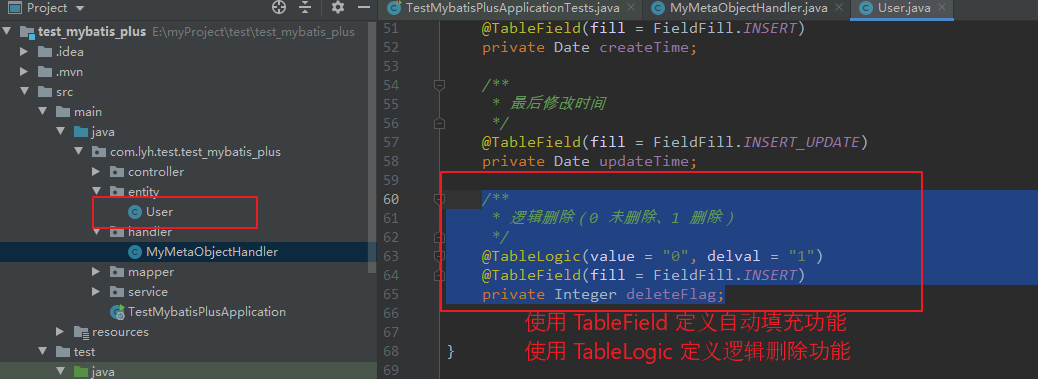 Project
test_mybatis_plus E:\myProject\test\test_mybatis_plus
.idea
.mvn
src
main
java
com.lyh.test.test_mybatis_plus
controller
entity
User
handler
MyMetaObjectHandler
mapper
service
TestMybatisPlusApplication
resources
test
java
TestMybatisPlusApplicationTests.java MyMetaObjectHandler.java User.java
51 @TableField(fill = FieldFill.INSERT)
52 private Date createTime;
53
54 /**
55 * 最后修改时间
56 */
57 @TableField(fill = FieldFill.INSERT_UPDATE)
58 private Date updateTime;
59
60 /**
61 * 逻辑删除（0 未删除、1 删除）
62 */
63 @TableLogic(value = "0", delval = "1")
64 @TableField(fill = FieldFill.INSERT)
65 private Integer deleteFlag;
66 使用 TableField 定义自动填充功能
67 使用 TableLogic 定义逻辑删除功能
68 }
69